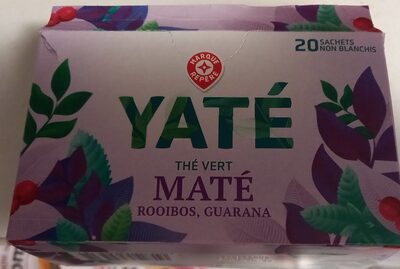 20 SACHETS
NON BLANCHIS
MARQUE
REPÈRE
YATÉ
THÉ VERT
MATÉ
ROOIBOS, GUARANA